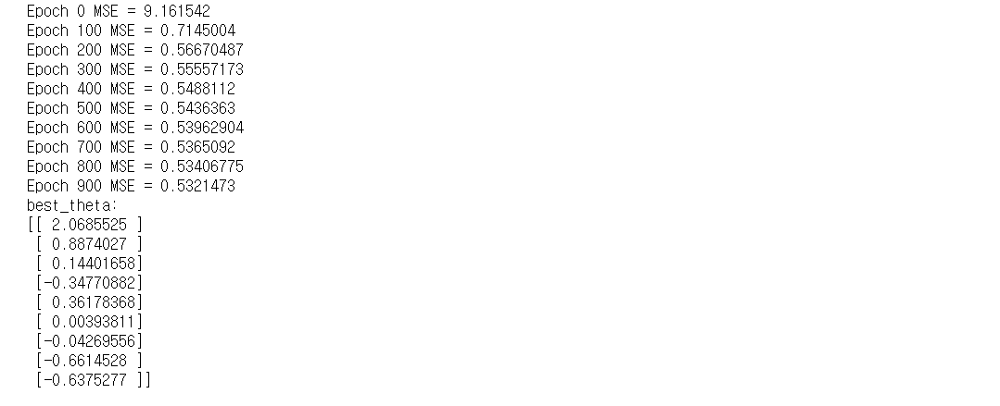 Epoch 0 MSE = 9.161542
Epoch 100 MSE = 0.7145004
Epoch 200 MSE = 0.56670487
Epoch 300 MSE = 0.55557173
Epoch 400 MSE = 0.5488112
Epoch 500 MSE = 0.5436363
Epoch 600 MSE = 0.53962904
Epoch 700 MSE = 0.5365092
Epoch 800 MSE = 0.53406775
Epoch 900 MSE = 0.5321473
best_theta:
[[ 2.0685525 ]
[ 0.8874027 ]
[ 0.14401658]
[-0.34770882]
[ 0.36178368]
[ 0.00393811]
[-0.04269556]
[-0.6614528 ]
[-0.6375277 ]]